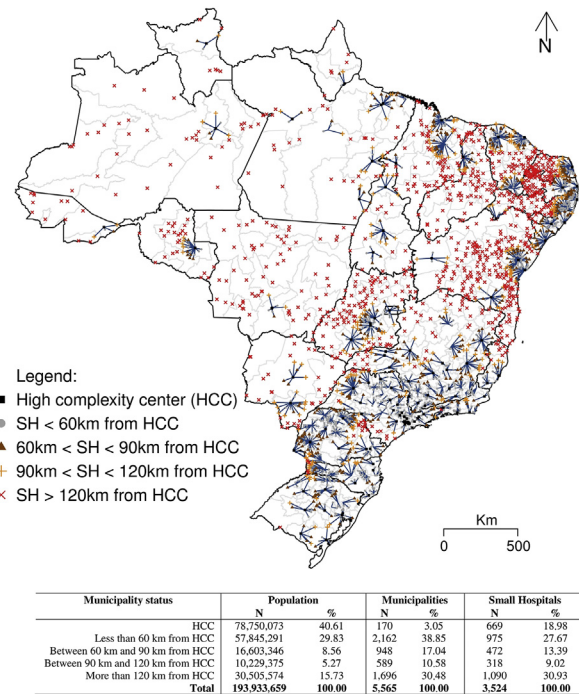 N
Legend:
High complexity center (HCC)
SH < 60km from HCC
60km < SH < 90km from HCC
90km < SH < 120km from HCC
SH > 120km from HCC
Km
0 500
Municipality status Population Municipalities Small Hospitals
N % N % N %
HCC 78,750,073 40.61 170 3.05 669 18.98
Less than 60 km from HCC 57,845,291 29.83 2,162 38.85 975 27.67
Between 60 km and 90 km from HCC 16,603,346 8.56 948 17.04 472 13.39
Between 90 km and 120 km from HCC 10,229,375 5.27 589 10.58 318 9.02
More than 120 km from HCC 30,505,574 15.73 1,696 30.48 1,090 30.93
Total 193,933,659 100.00 5,565 100.00 3,524 100.00